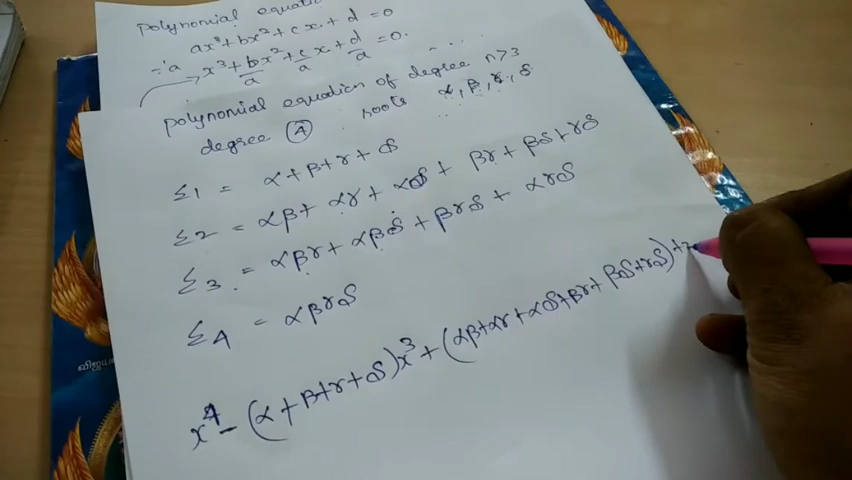 polynomial equatio
ax³+bx²+cx+d=0
÷a x³+b/a x²+c/a x+d/a=0.
polynomial equation of degree n>3
degree ④ roots α,β,γ,δ
Σ1 = α+β+γ+δ
Σ2 = αβ+αγ+αδ+βγ+βδ+γδ
Σ3 = αβγ+αβδ+βγδ+αγδ
Σ4 = αβγδ
x⁴-(α+β+γ+δ)x³+(αβ+αγ+αδ+βγ+βδ+γδ)+